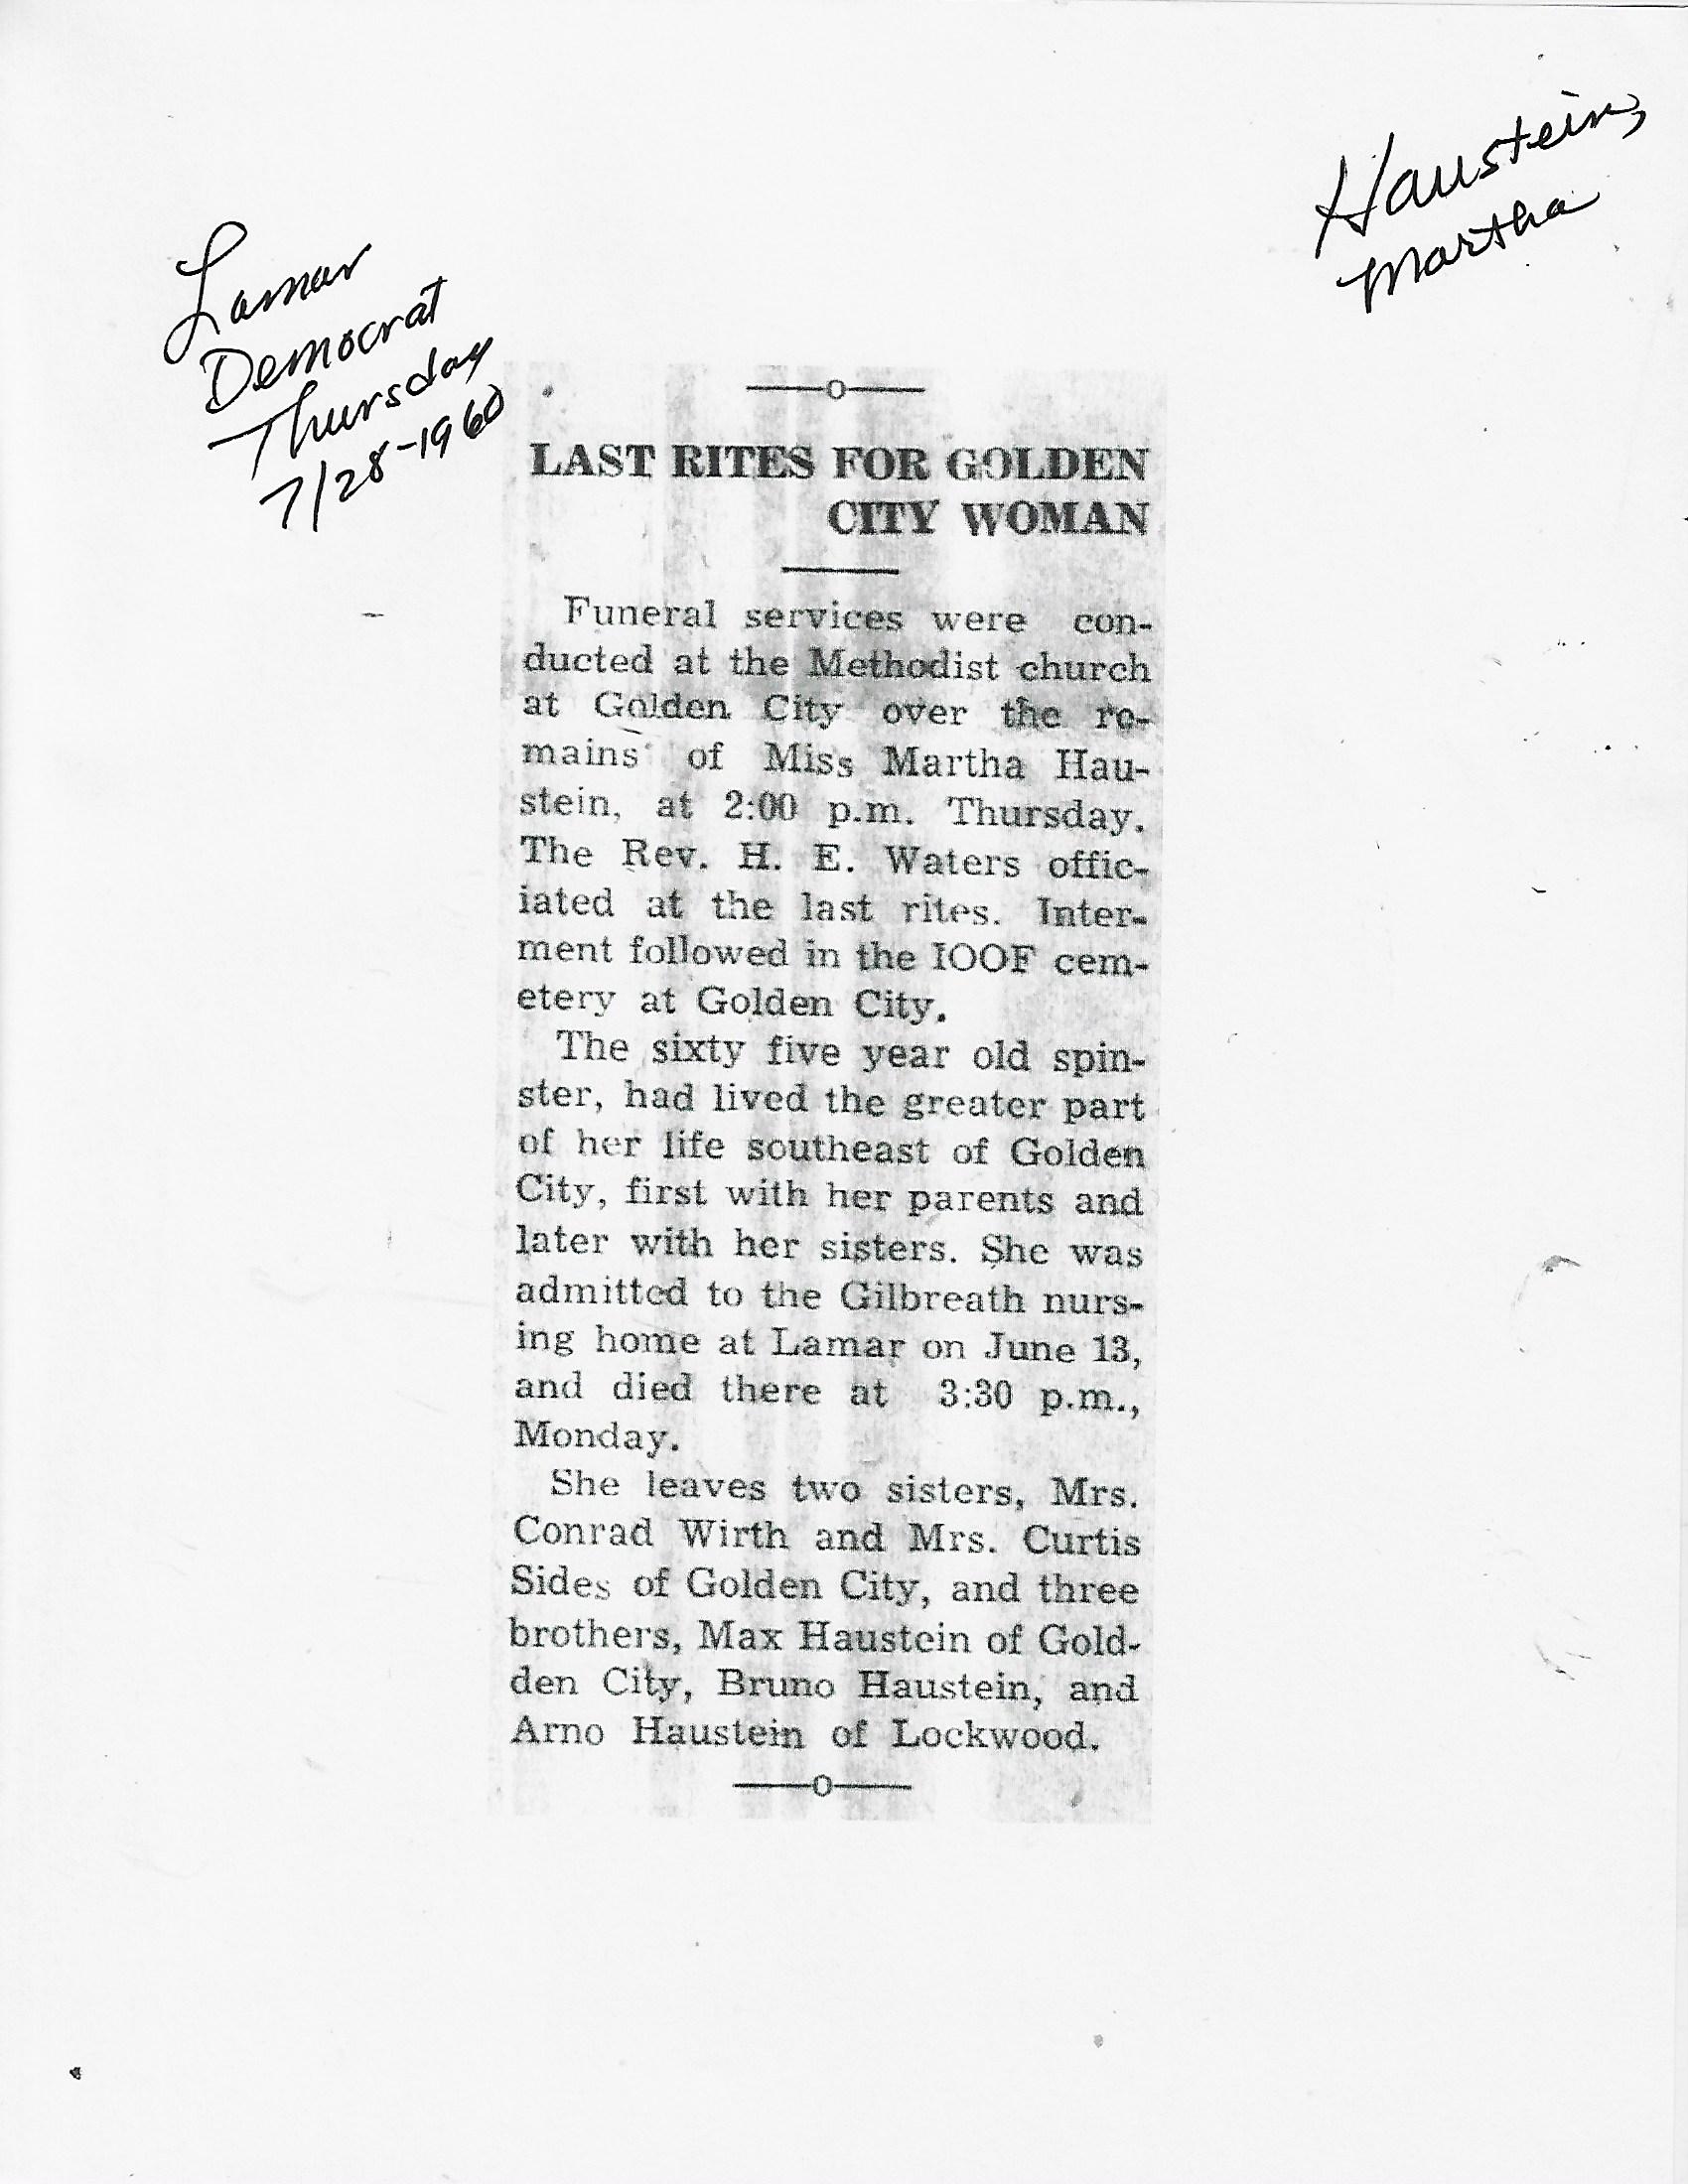 Haustein,
Martha
Lamar
Democrat
Thursday
7/28-1960
LAST RITES FOR GOLDEN
CITY WOMAN
Funeral services were con-
ducted at the Methodist church
at Golden City over the re-
mains of Miss Martha Hau-
stein, at 2:00 p.m. Thursday.
The Rev. H. E. Waters offic-
iated at the last rites. Inter-
ment followed in the IOOF cem-
etery at Golden City.
The sixty five year old spin-
ster, had lived the greater part
of her life southeast of Golden
City, first with her parents and
later with her sisters. She was
admitted to the Gilbreath nurs-
ing home at Lamar on June 13,
and died there at 3:30 p.m.,
Monday.
She leaves two sisters, Mrs.
Conrad Wirth and Mrs. Curtis
Sides of Golden City, and three
brothers, Max Haustein of Gold-
den City, Bruno Haustein, and
Arno Haustein of Lockwood.